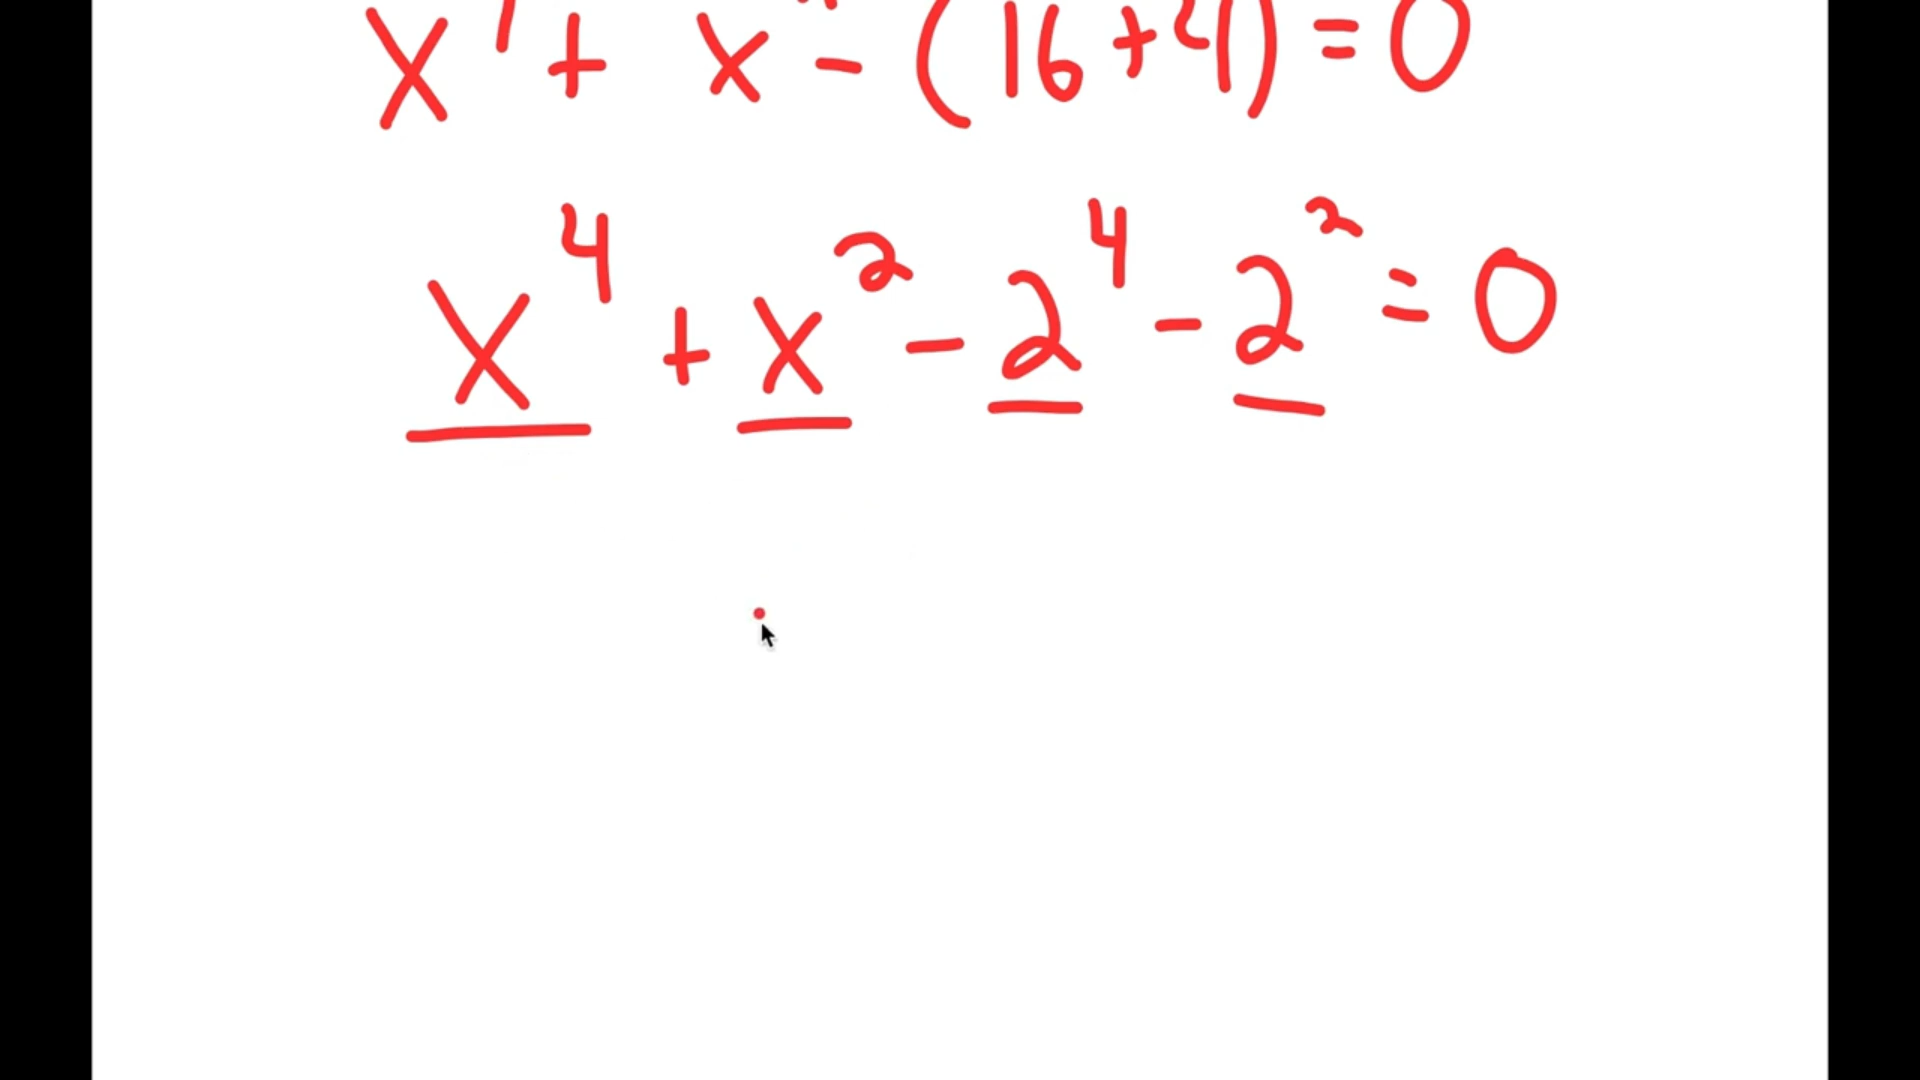 x⁴ + x² - (16 + 4) = 0
x⁴ + x² - 2⁴ - 2² = 0